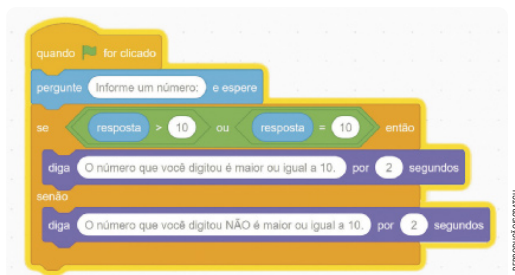 quando for clicado
pergunte Informe um número: e espere
se resposta > 10 ou resposta = 10 então
diga O número que você digitou é maior ou igual a 10. por 2 segundos
senão
diga O número que você digitou NÃO é maior ou igual a 10. por 2 segundos